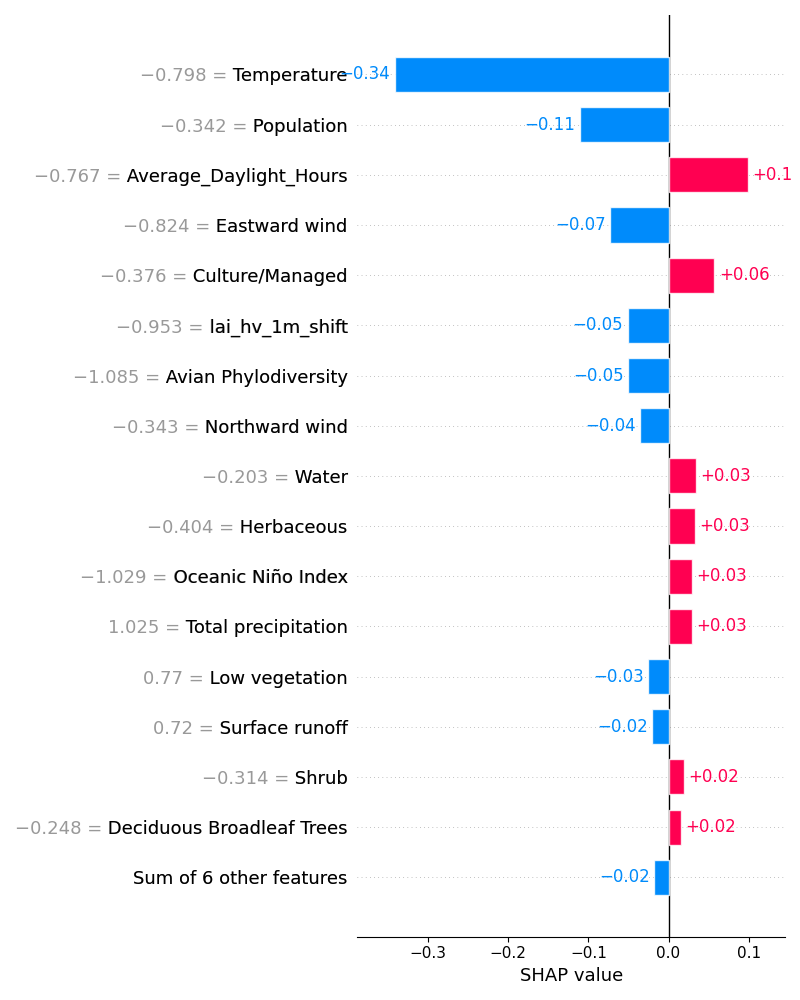 −0.798 = Temperature −0.34
−0.342 = Population −0.11
−0.767 = Average_Daylight_Hours +0.1
−0.824 = Eastward wind −0.07
−0.376 = Culture/Managed +0.06
−0.953 = lai_hv_1m_shift −0.05
−1.085 = Avian Phylodiversity −0.05
−0.343 = Northward wind −0.04
−0.203 = Water +0.03
−0.404 = Herbaceous +0.03
−1.029 = Oceanic Niño Index +0.03
1.025 = Total precipitation +0.03
0.77 = Low vegetation −0.03
0.72 = Surface runoff −0.02
−0.314 = Shrub +0.02
−0.248 = Deciduous Broadleaf Trees +0.02
Sum of 6 other features −0.02
−0.3 −0.2 −0.1 0.0 0.1
SHAP value